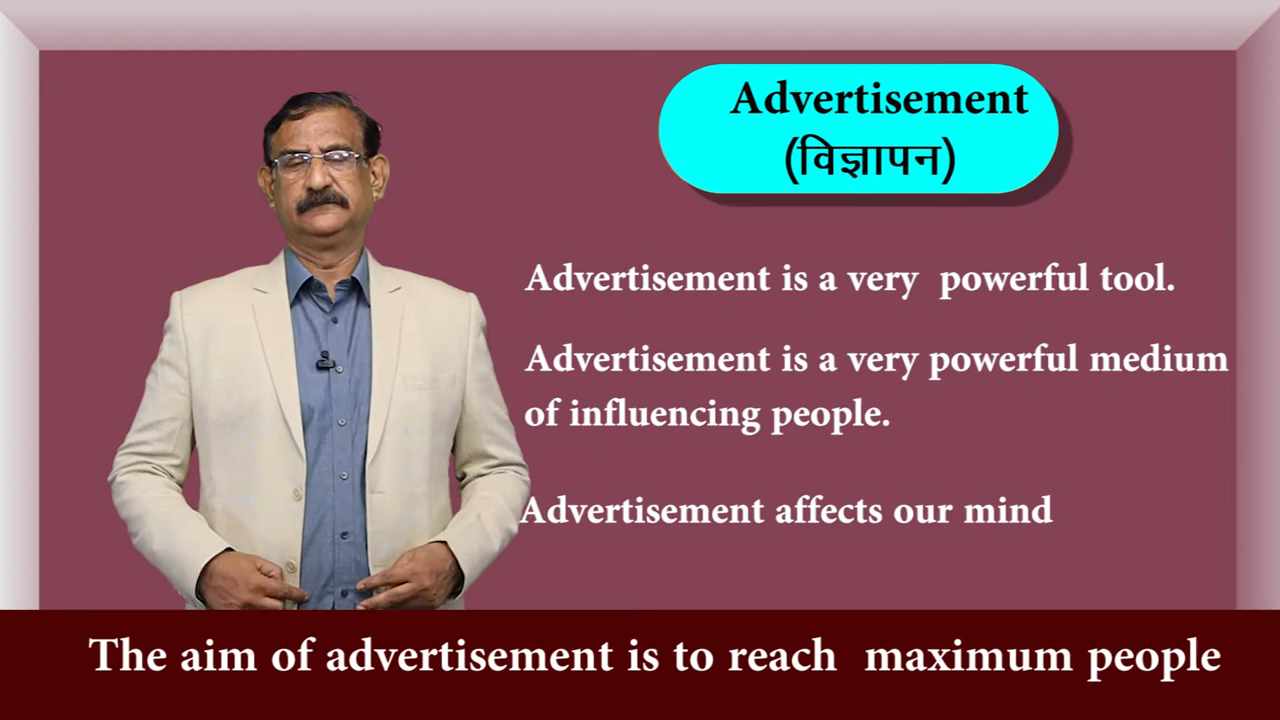 Advertisement
(विज्ञापन)
Advertisement is a very powerful tool.
Advertisement is a very powerful medium
of influencing people.
Advertisement affects our mind
The aim of advertisement is to reach maximum people